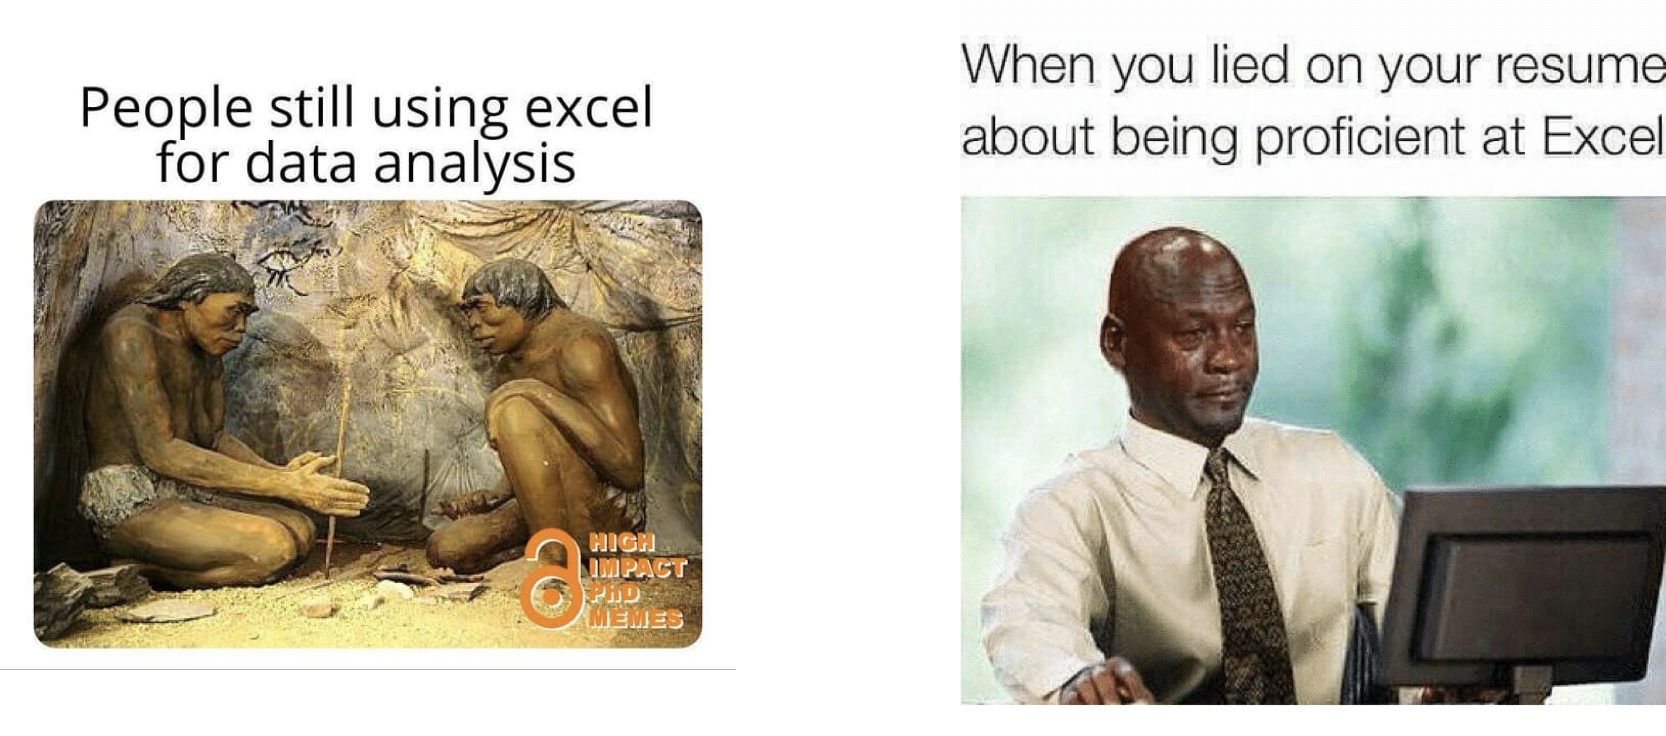 People still using excel
for data analysis
HIGH
IMPACT
PhD
MEMES
When you lied on your resume
about being proficient at Excel